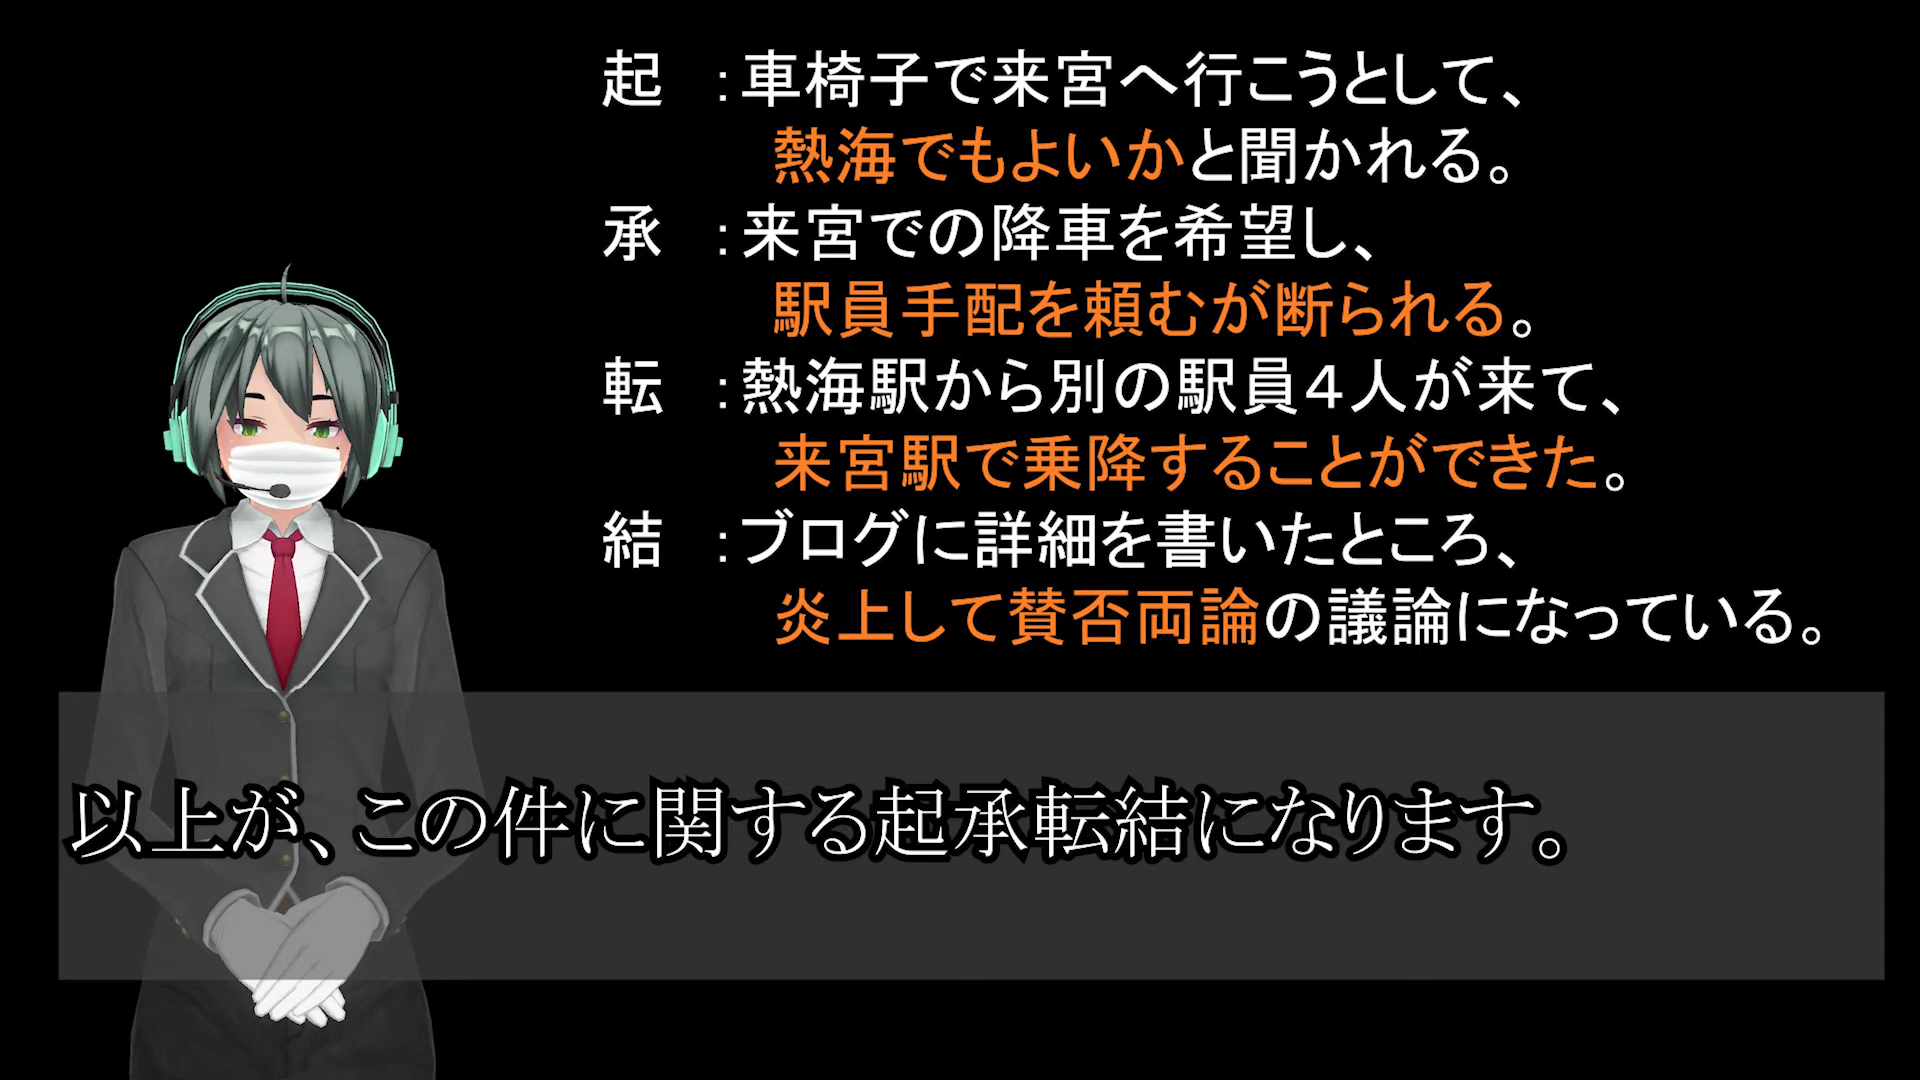 起　：車椅子で来宮へ行こうとして、
熱海でもよいかと聞かれる。
承　：来宮での降車を希望し、
駅員手配を頼むが断られる。
転　：熱海駅から別の駅員４人が来て、
来宮駅で乗降することができた。
結　：ブログに詳細を書いたところ、
炎上して賛否両論の議論になっている。
以上が、この件に関する起承転結になります。